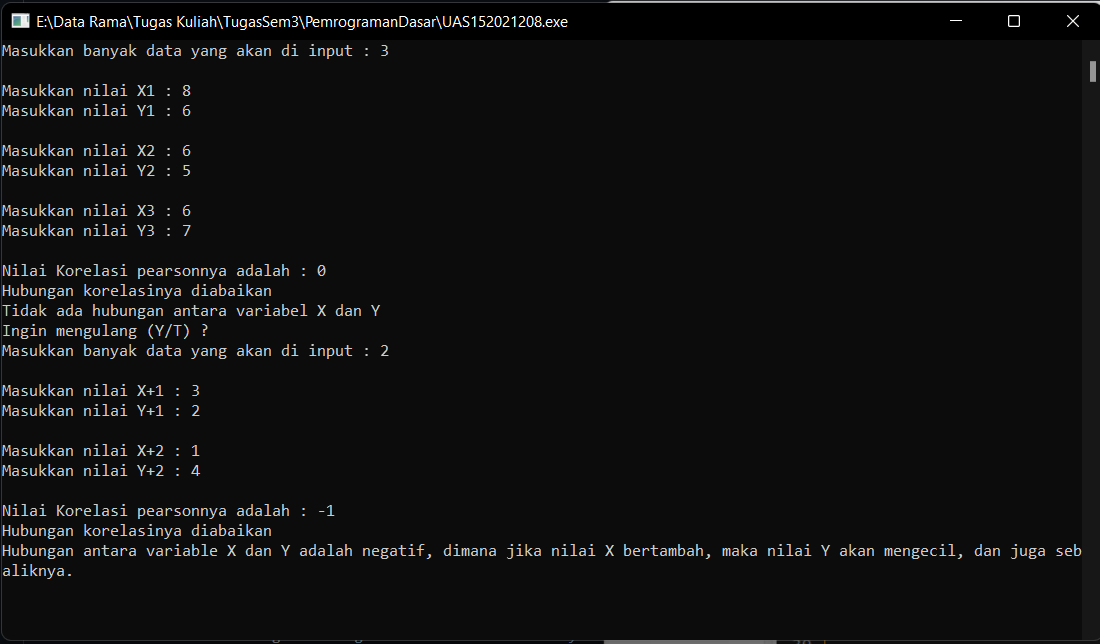 E:\Data Rama\Tugas Kuliah\TugasSem3\PemrogramanDasar\UAS152021208.exe
Masukkan banyak data yang akan di input : 3
Masukkan nilai X1 : 8
Masukkan nilai Y1 : 6
Masukkan nilai X2 : 6
Masukkan nilai Y2 : 5
Masukkan nilai X3 : 6
Masukkan nilai Y3 : 7
Nilai Korelasi pearsonnya adalah : 0
Hubungan korelasinya diabaikan
Tidak ada hubungan antara variabel X dan Y
Ingin mengulang (Y/T) ?
Masukkan banyak data yang akan di input : 2
Masukkan nilai X+1 : 3
Masukkan nilai Y+1 : 2
Masukkan nilai X+2 : 1
Masukkan nilai Y+2 : 4
Nilai Korelasi pearsonnya adalah : -1
Hubungan korelasinya diabaikan
Hubungan antara variable X dan Y adalah negatif, dimana jika nilai X bertambah, maka nilai Y akan mengecil, dan juga seb
aliknya.